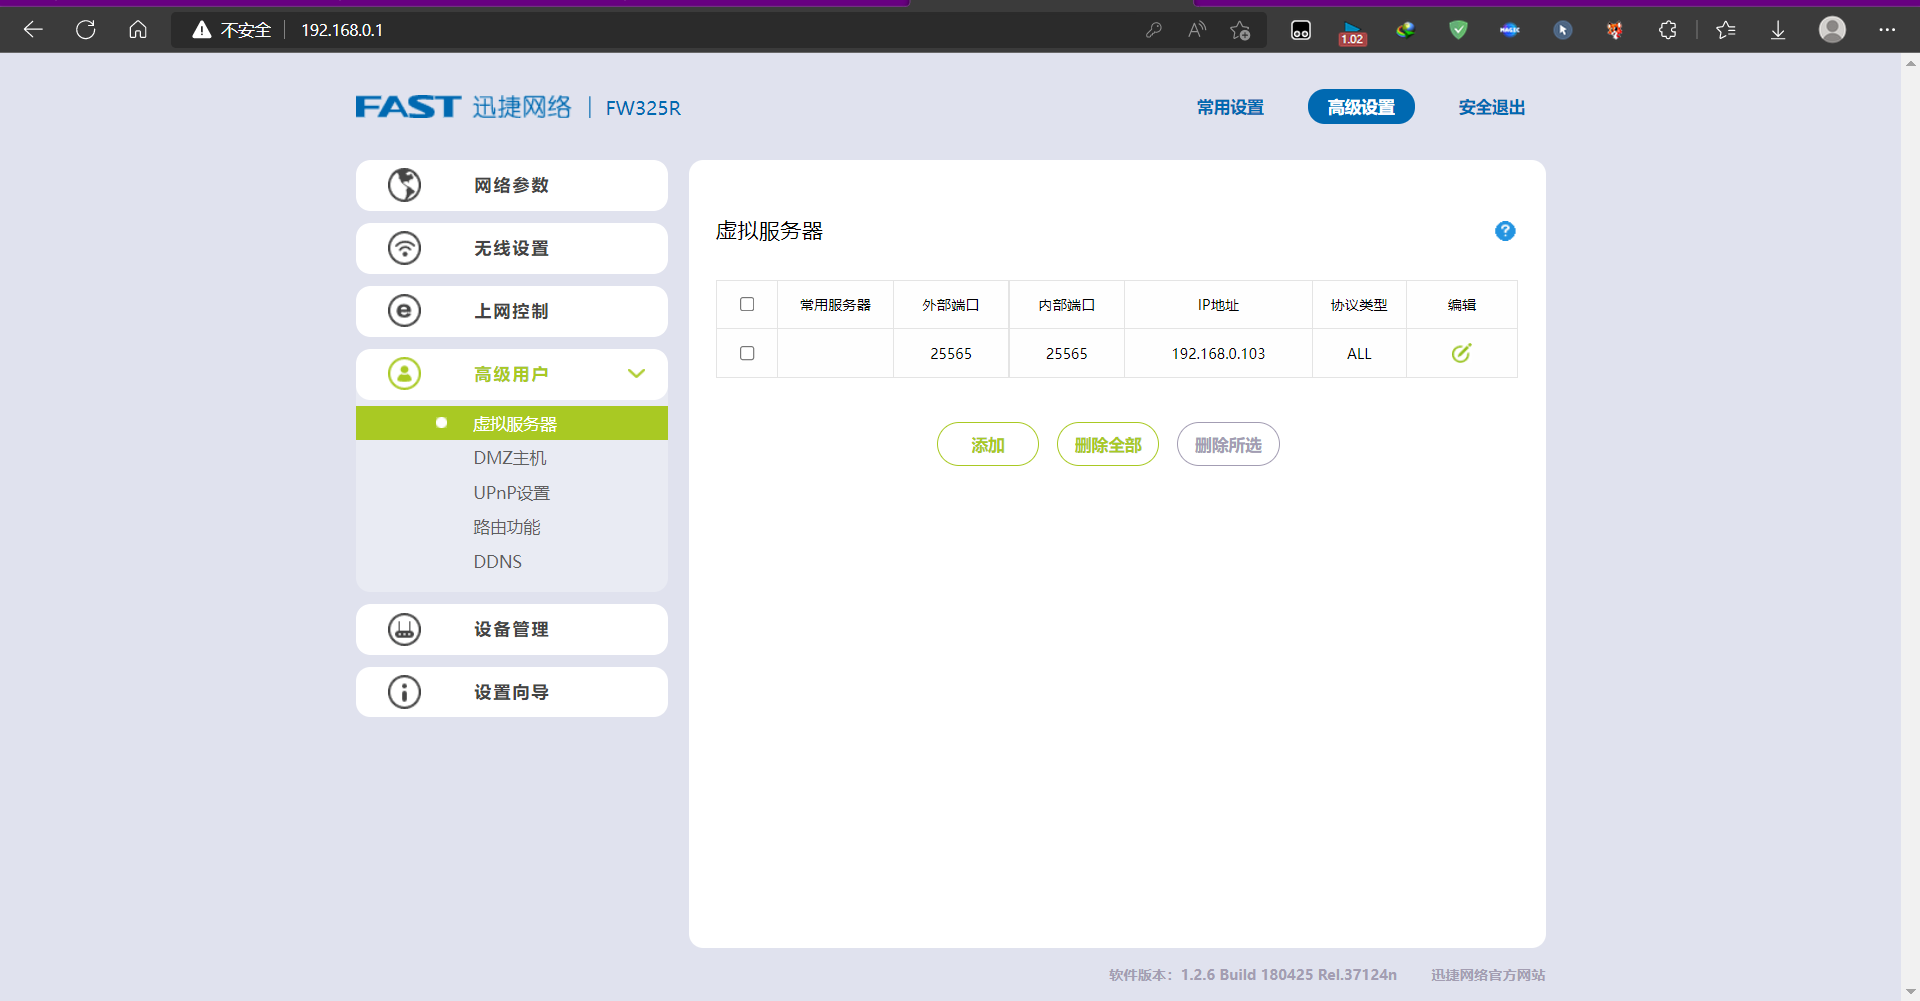 不安全 192.168.0.1
1.02
MAGIC
FAST 迅捷网络 | FW325R
常用设置 高级设置 安全退出
网络参数
无线设置
上网控制
高级用户
虚拟服务器
DMZ主机
UPnP设置
路由功能
DDNS
设备管理
设置向导
虚拟服务器
常用服务器 外部端口 内部端口 IP地址 协议类型 编辑
25565 25565 192.168.0.103 ALL
添加 删除全部 删除所选
软件版本：1.2.6 Build 180425 Rel.37124n 迅捷网络官方网站